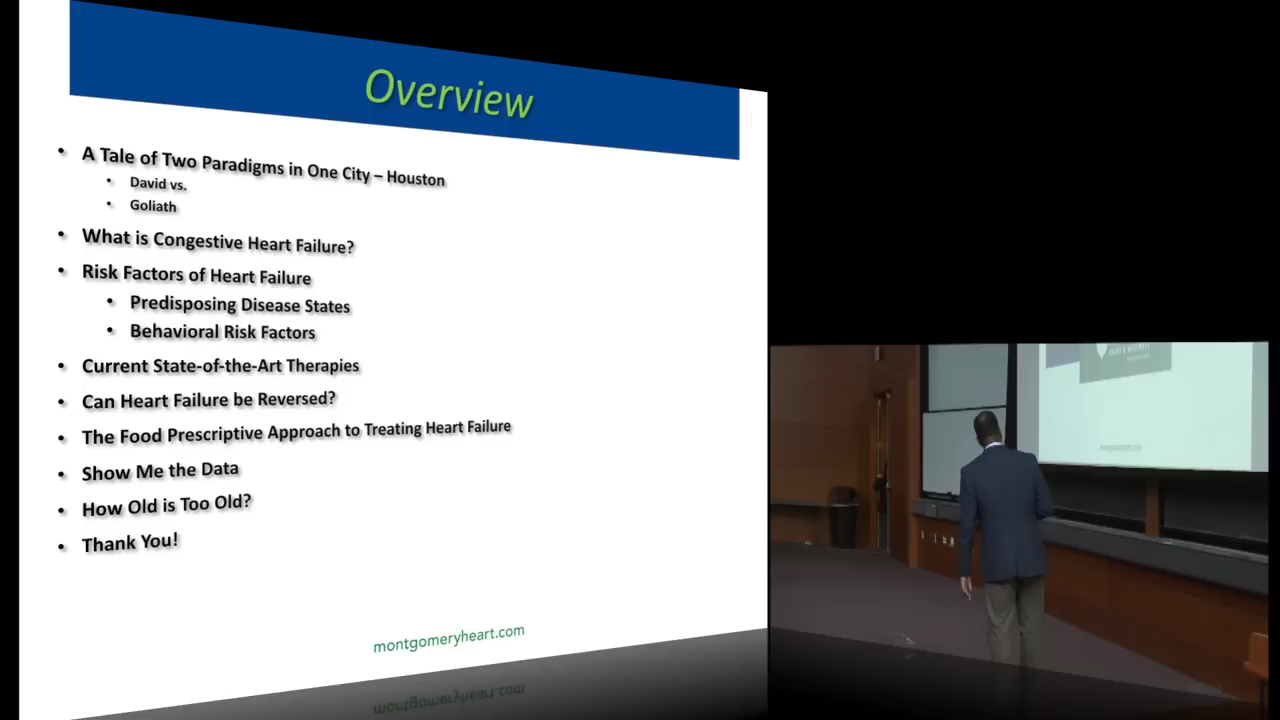 Overview
• A Tale of Two Paradigms in One City – Houston
• David vs.
• Goliath
• What is Congestive Heart Failure?
• Risk Factors of Heart Failure
• Predisposing Disease States
• Behavioral Risk Factors
• Current State-of-the-Art Therapies
• Can Heart Failure be Reversed?
• The Food Prescriptive Approach to Treating Heart Failure
• Show Me the Data
• How Old is Too Old?
• Thank You!
montgomeryheart.com
montgomeryheart.com